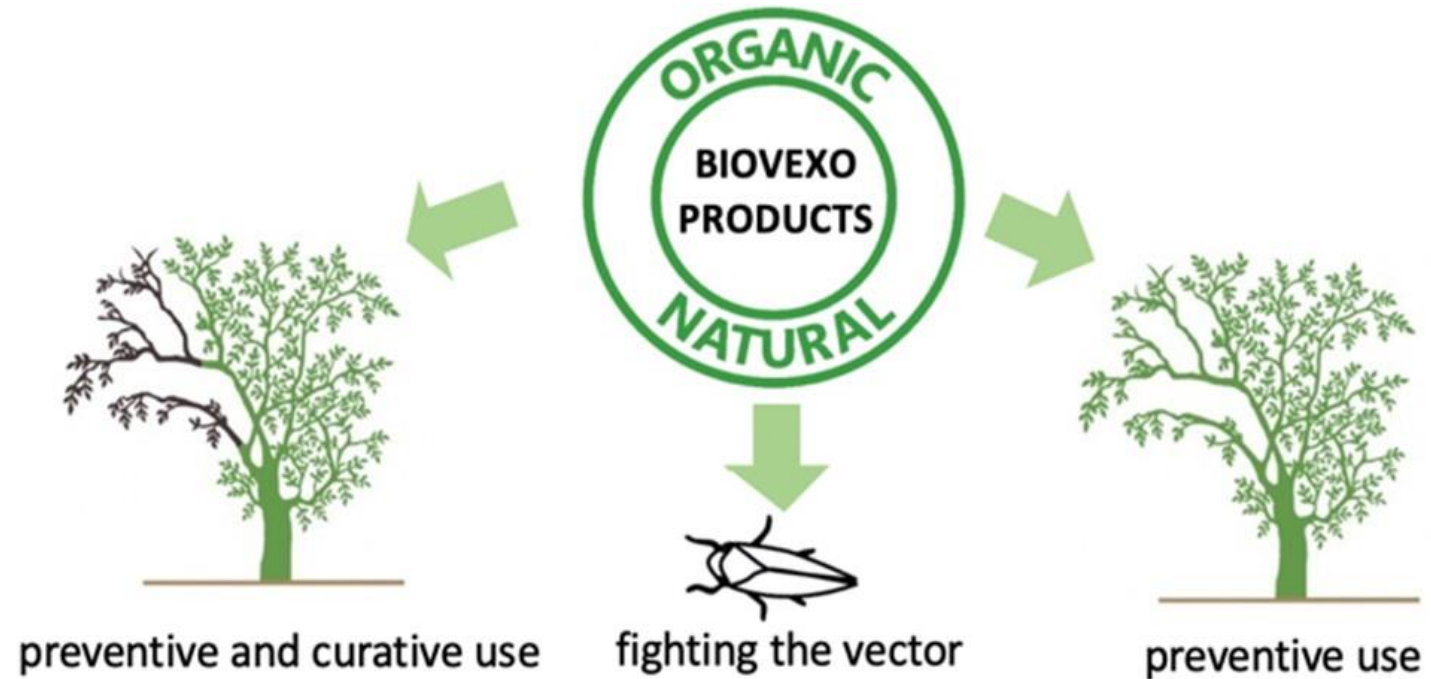 ORGANIC
BIOVEXO
PRODUCTS
NATURAL
preventive and curative use
fighting the vector
preventive use